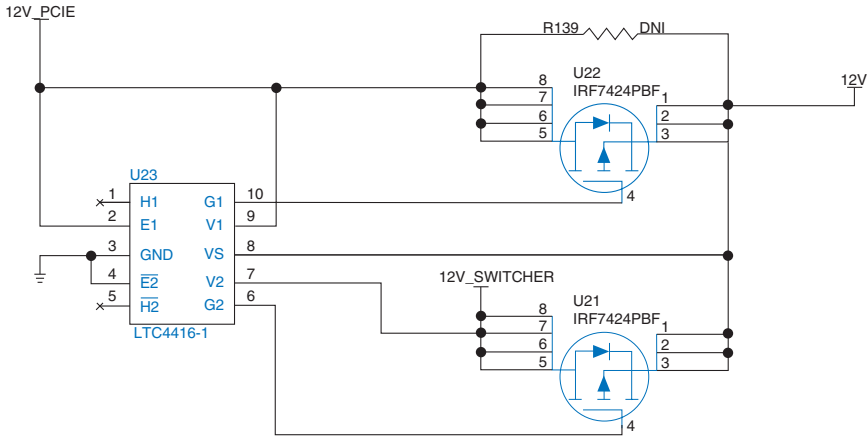 12V_PCIE
R139 DNI
U22
IRF7424PBF
8
7
6
5
1
2
3
4
12V
U23
1 H1 G1 10
2 E1 V1 9
3 GND VS 8
4 E2 V2 7
5 H2 G2 6
LTC4416-1
12V_SWITCHER
U21
IRF7424PBF
8
7
6
5
1
2
3
4